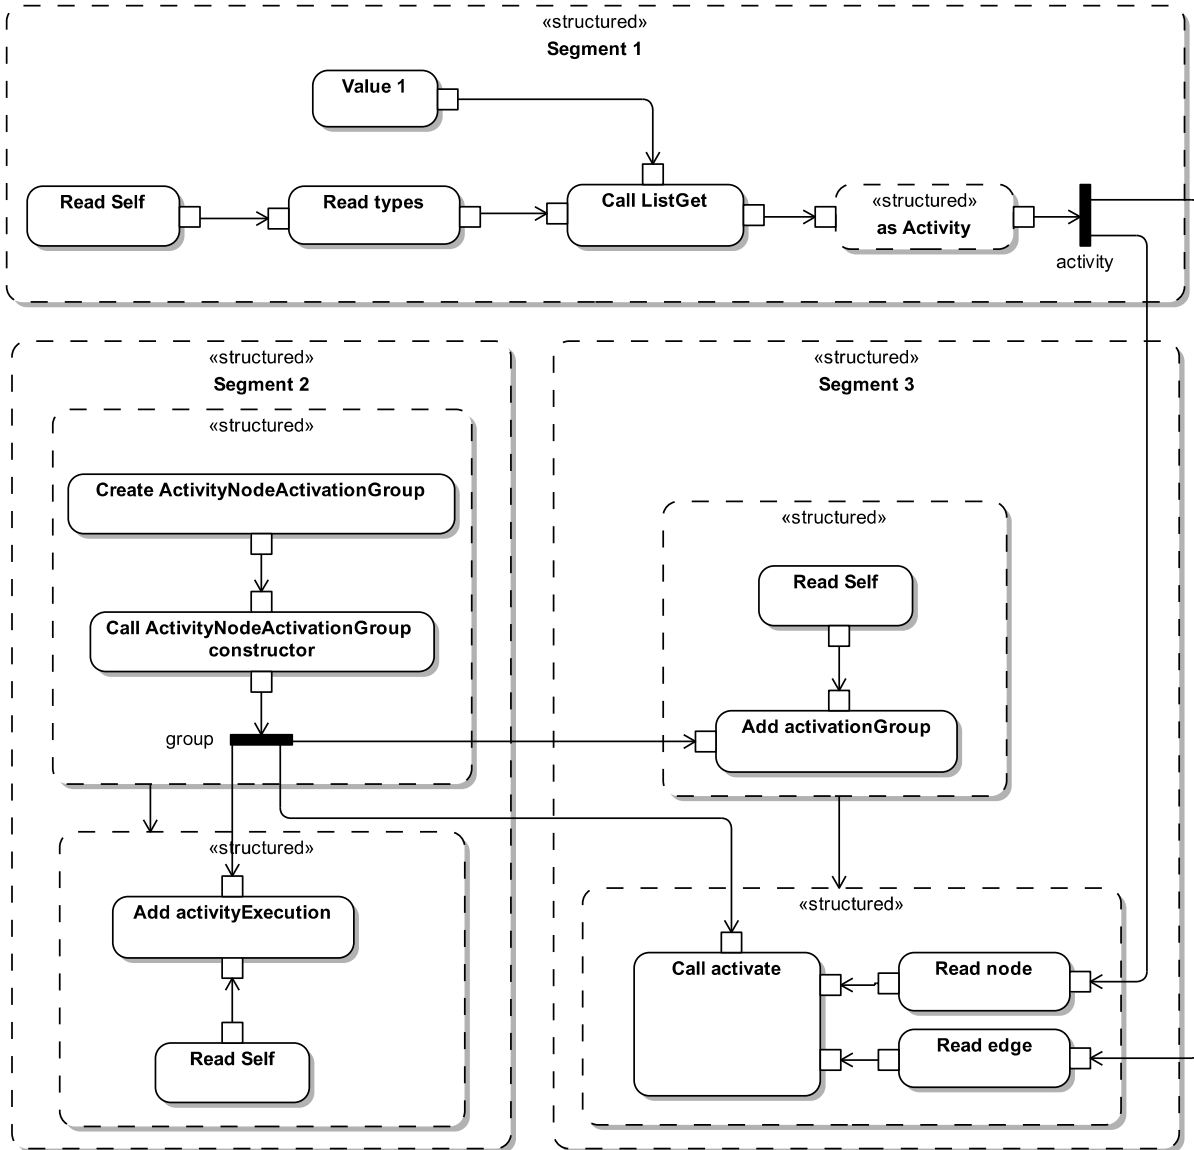 «structured»
Segment 1
Value 1
Read Self
Read types
Call ListGet
«structured»
as Activity
activity
«structured»
Segment 2
«structured»
Create ActivityNodeActivationGroup
Call ActivityNodeActivationGroup
constructor
group
«structured»
Add activityExecution
Read Self
«structured»
Segment 3
«structured»
Read Self
Add activationGroup
«structured»
Call activate
Read node
Read edge